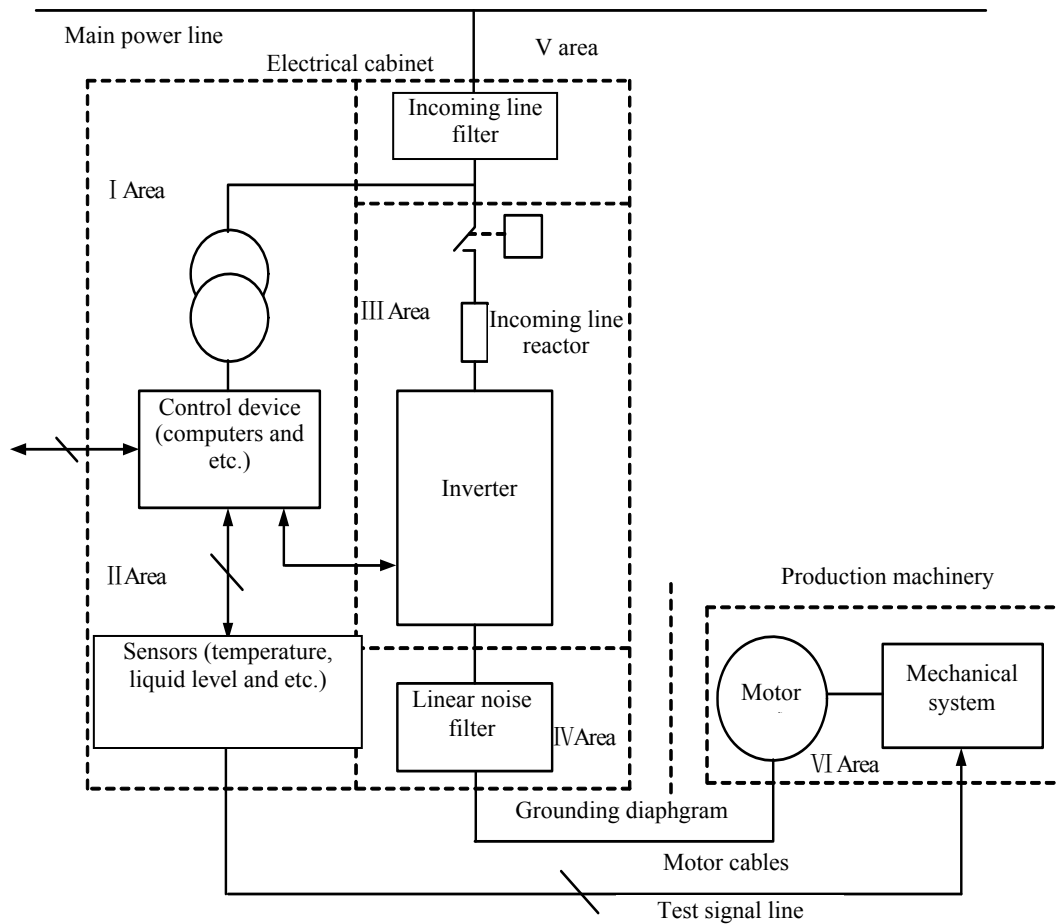 Main power line
V area
Electrical cabinet
Incoming line
filter
Ⅰ Area
Ⅲ Area
Incoming line
reactor
Control device
(computers and
etc.)
Inverter
Ⅱ Area
Production machinery
Sensors (temperature,
liquid level and etc.)
Linear noise
filter
Ⅳ Area
Motor
Mechanical
system
Ⅵ Area
Grounding diaphgram
Motor cables
Test signal line